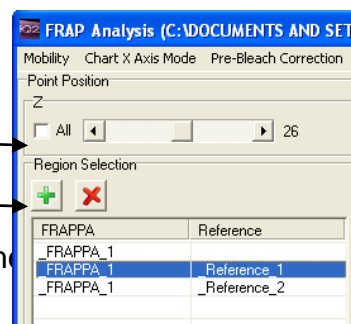 iQ2 FRAP Analysis (C:\DOCUMENTS AND SET
Mobility Chart X Axis Mode Pre-Bleach Correction
Point Position
Z
All 26
Region Selection
FRAPPA Reference
_FRAPPA_1
_FRAPPA_1 _Reference_1
_FRAPPA_1 _Reference_2